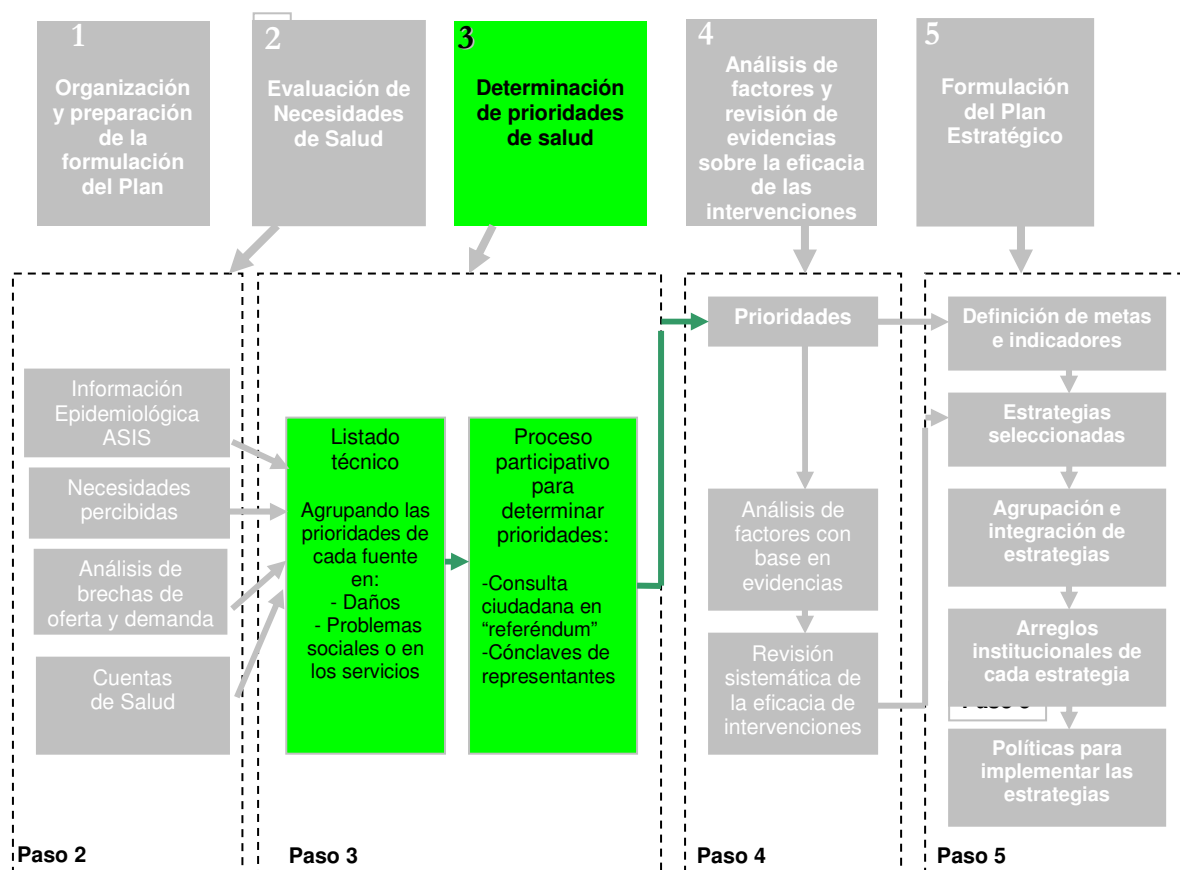 1
Organización
y preparación
de la
formulación
del Plan
2
Evaluación de
Necesidades
de Salud
3
Determinación
de prioridades
de salud
4
Análisis de
factores y
revisión de
evidencias
sobre la eficacia
de las
intervenciones
5
Formulación
del Plan
Estratégico
Información
Epidemiológica
ASIS
Necesidades
percibidas
Análisis de
brechas de
oferta y demanda
Cuentas
de Salud
Paso 2
Listado
técnico
Agrupando las
prioridades de
cada fuente
en:
- Daños
- Problemas
sociales o en
los servicios
Proceso
participativo
para
determinar
prioridades:
-Consulta
ciudadana en
“referéndum”
-Cónclaves de
representantes
Paso 3
Prioridades
Análisis de
factores con
base en
evidencias
Revisión
sistemática de
la eficacia de
intervenciones
Paso 4
Definición de metas
e indicadores
Estrategias
seleccionadas
Agrupación e
integración de
estrategias
Arreglos
institucionales de
cada estrategia
Políticas para
implementar las
estrategias
Paso 5